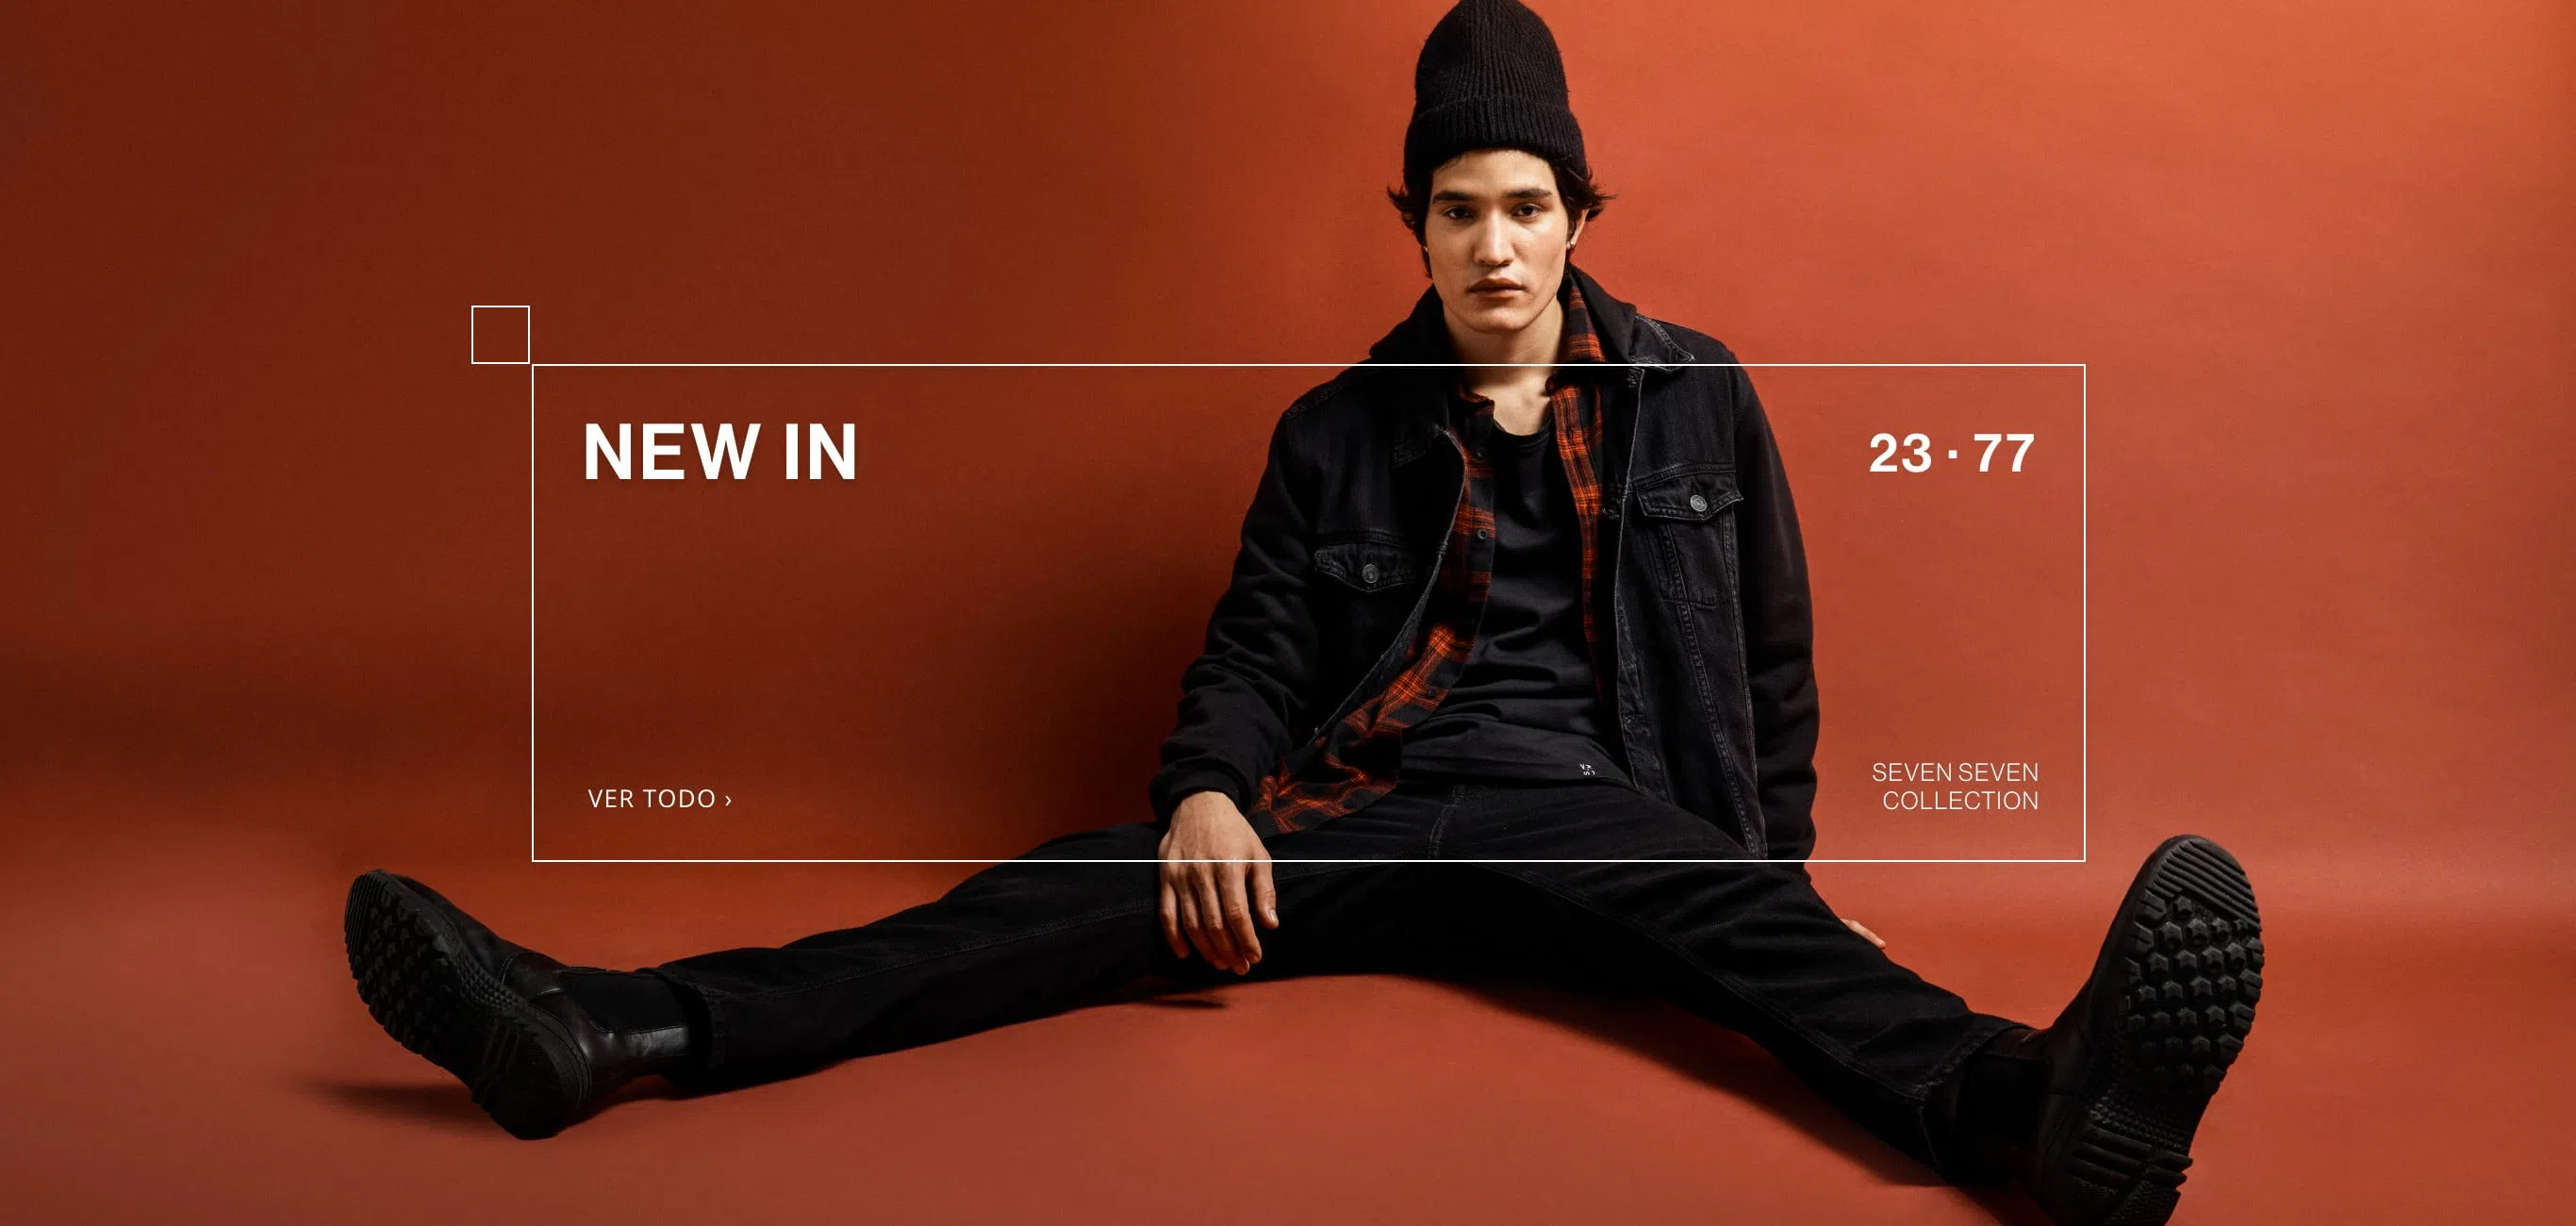 NEW IN
23 · 77
VER TODO ›
SEVEN SEVEN
COLLECTION